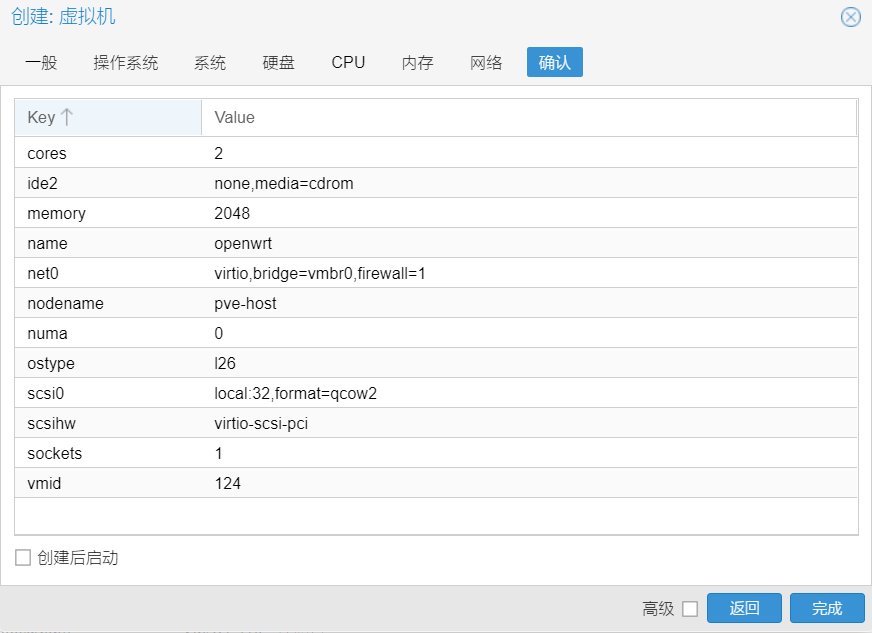 创建: 虚拟机
一般 操作系统 系统 硬盘 CPU 内存 网络 确认
Key Value
cores 2
ide2 none,media=cdrom
memory 2048
name openwrt
net0 virtio,bridge=vmbr0,firewall=1
nodename pve-host
numa 0
ostype l26
scsi0 local:32,format=qcow2
scsihw virtio-scsi-pci
sockets 1
vmid 124
创建后启动
高级 返回 完成